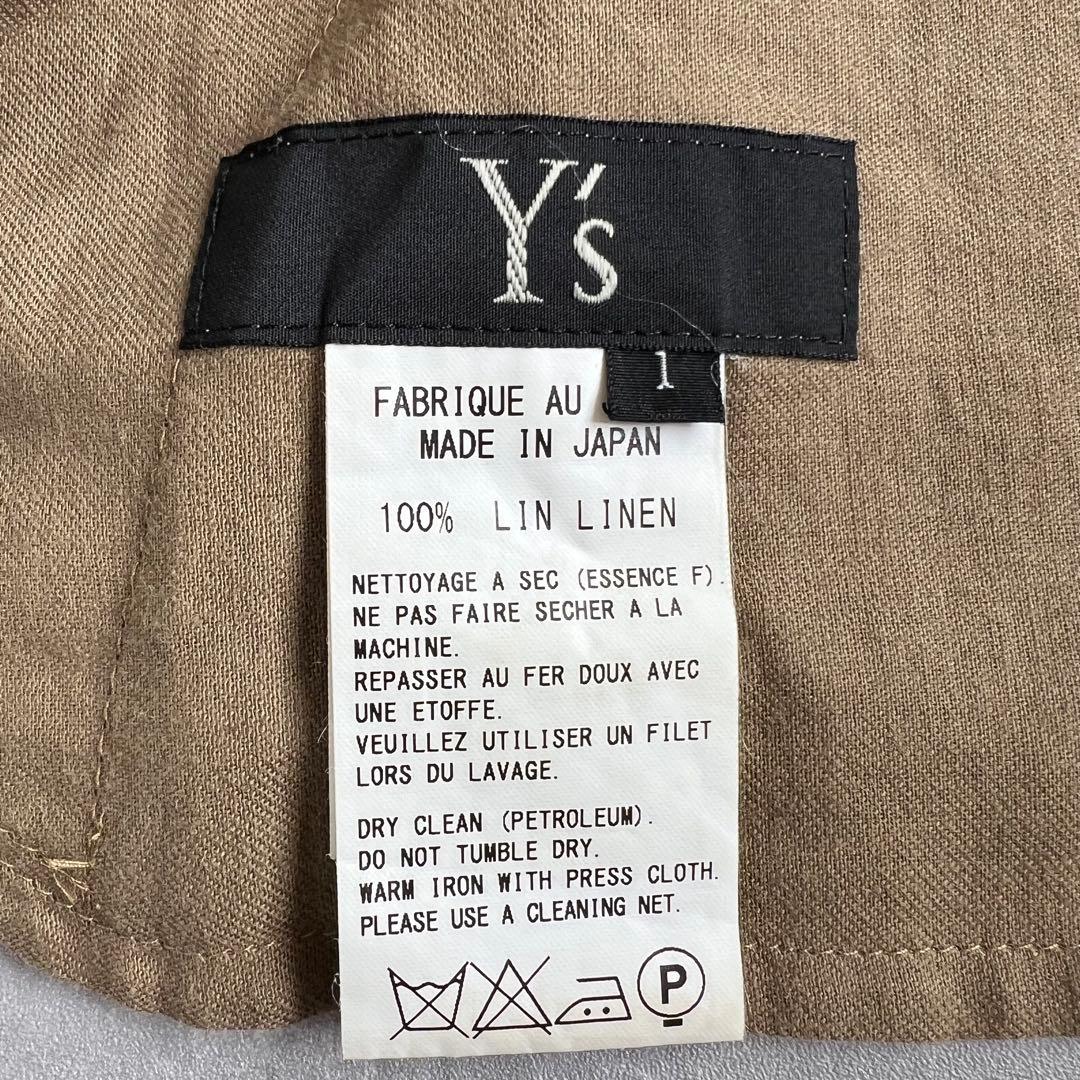 Y's
1
FABRIQUE AU
MADE IN JAPAN
100% LIN LINEN
NETTOYAGE A SEC (ESSENCE F).
NE PAS FAIRE SECHER A LA
MACHINE.
REPASSER AU FER DOUX AVEC
UNE ETOFFE.
VEUILLEZ UTILISER UN FILET
LORS DU LAVAGE.
DRY CLEAN (PETROLEUM).
DO NOT TUMBLE DRY.
WARM IRON WITH PRESS CLOTH.
PLEASE USE A CLEANING NET.
P